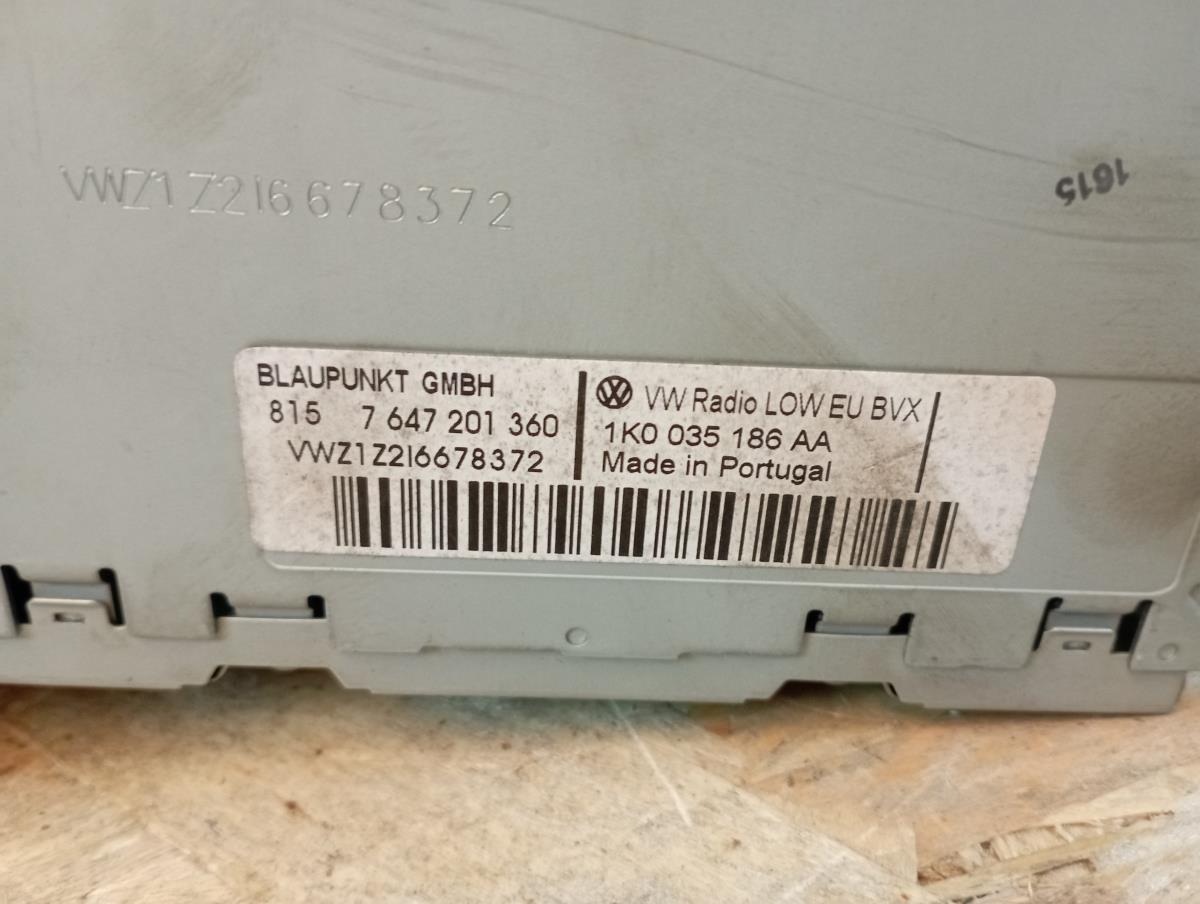 VWZ1Z2I6678372
1615
BLAUPUNKT GMBH
815 7 647 201 360
VWZ1Z2I6678372
VW Radio LOW EU BVX
1K0 035 186 AA
Made in Portugal